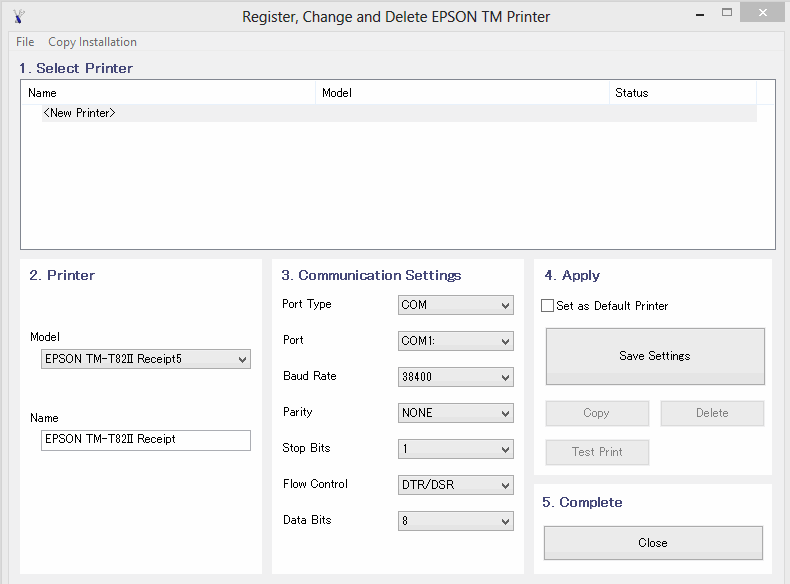 Register, Change and Delete EPSON TM Printer
File Copy Installation
1. Select Printer
Name Model Status
<New Printer>
2. Printer
Model
EPSON TM-T82II Receipt5
Name
EPSON TM-T82II Receipt
3. Communication Settings
Port Type COM
Port COM1:
Baud Rate 38400
Parity NONE
Stop Bits 1
Flow Control DTR/DSR
Data Bits 8
4. Apply
Set as Default Printer
Save Settings
Copy Delete
Test Print
5. Complete
Close